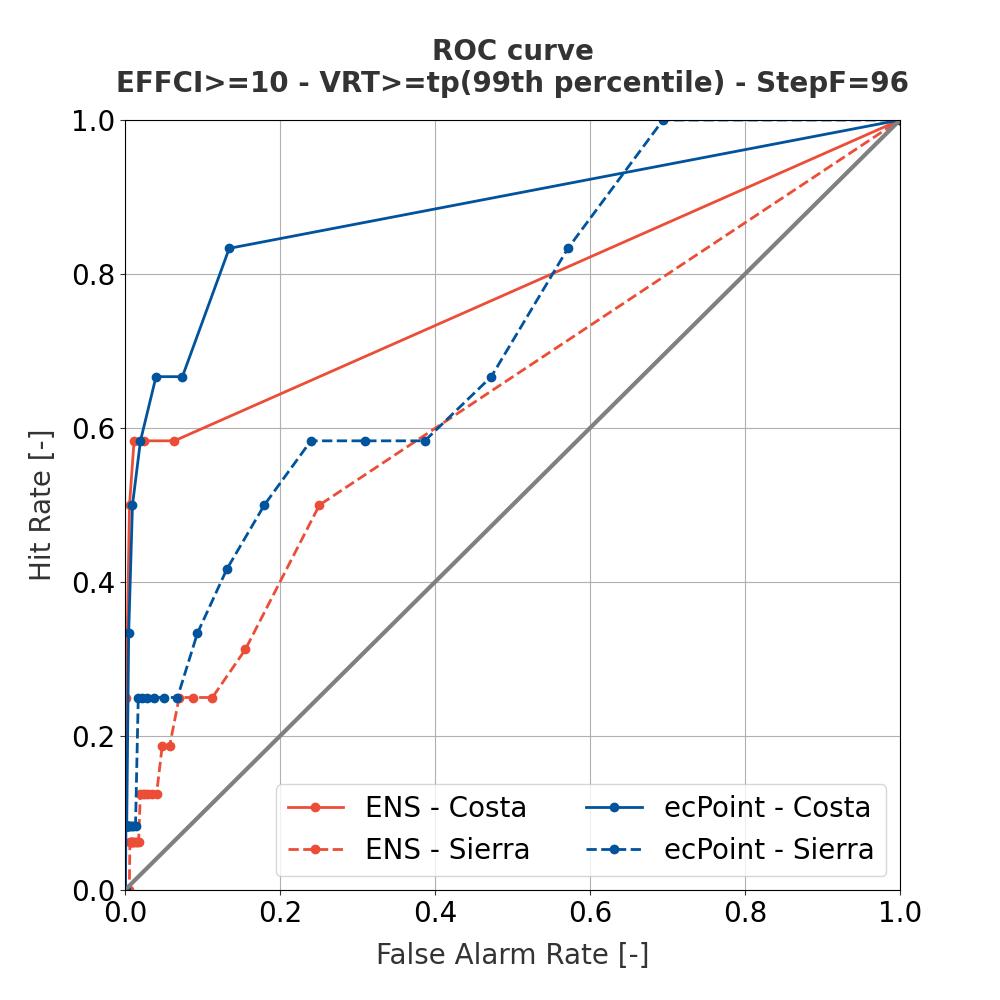 ROC curve
EFFCI>=10 - VRT>=tp(99th percentile) - StepF=96
1.0
0.8
0.6
0.4
0.2
0.0
Hit Rate [-]
0.0 0.2 0.4 0.6 0.8 1.0
False Alarm Rate [-]
ENS - Costa ecPoint - Costa
ENS - Sierra ecPoint - Sierra